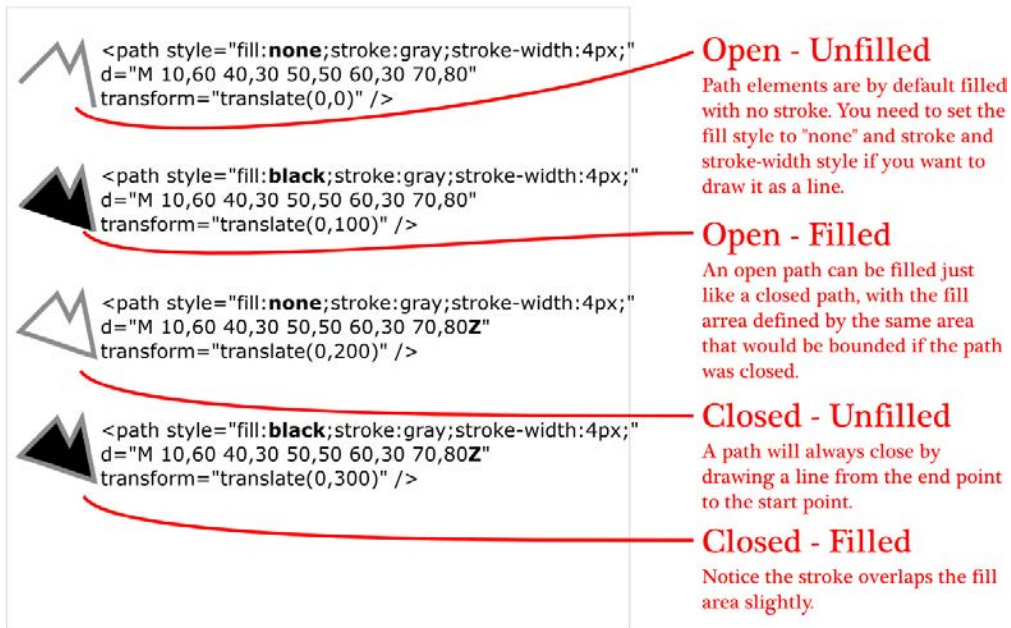 <path style="fill:none;stroke:gray;stroke-width:4px;"
d="M 10,60 40,30 50,50 60,30 70,80"
transform="translate(0,0)" />
Open - Unfilled
Path elements are by default filled
with no stroke. You need to set the
fill style to "none" and stroke and
stroke-width style if you want to
draw it as a line.
<path style="fill:black;stroke:gray;stroke-width:4px;"
d="M 10,60 40,30 50,50 60,30 70,80"
transform="translate(0,100)" />
Open - Filled
An open path can be filled just
like a closed path, with the fill
arrea defined by the same area
that would be bounded if the path
was closed.
<path style="fill:none;stroke:gray;stroke-width:4px;"
d="M 10,60 40,30 50,50 60,30 70,80Z"
transform="translate(0,200)" />
Closed - Unfilled
A path will always close by
drawing a line from the end point
to the start point.
<path style="fill:black;stroke:gray;stroke-width:4px;"
d="M 10,60 40,30 50,50 60,30 70,80Z"
transform="translate(0,300)" />
Closed - Filled
Notice the stroke overlaps the fill
area slightly.